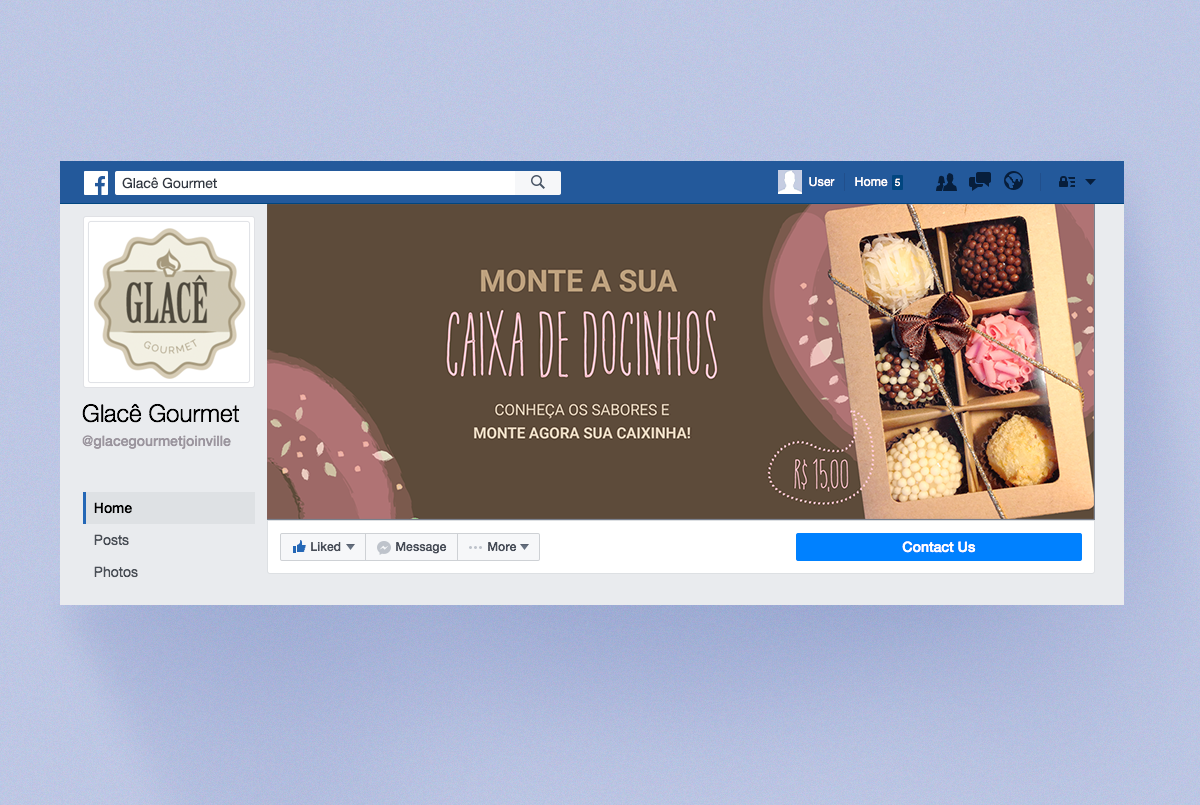 Glacê Gourmet
User
Home 5
GLACÊ
GOURMET
Glacê Gourmet
@glacegourmetjoinville
Home
Posts
Photos
MONTE A SUA
CAIXA DE DOCINHOS
CONHEÇA OS SABORES E
MONTE AGORA SUA CAIXINHA!
R$ 15,00
Liked
Message
More
Contact Us